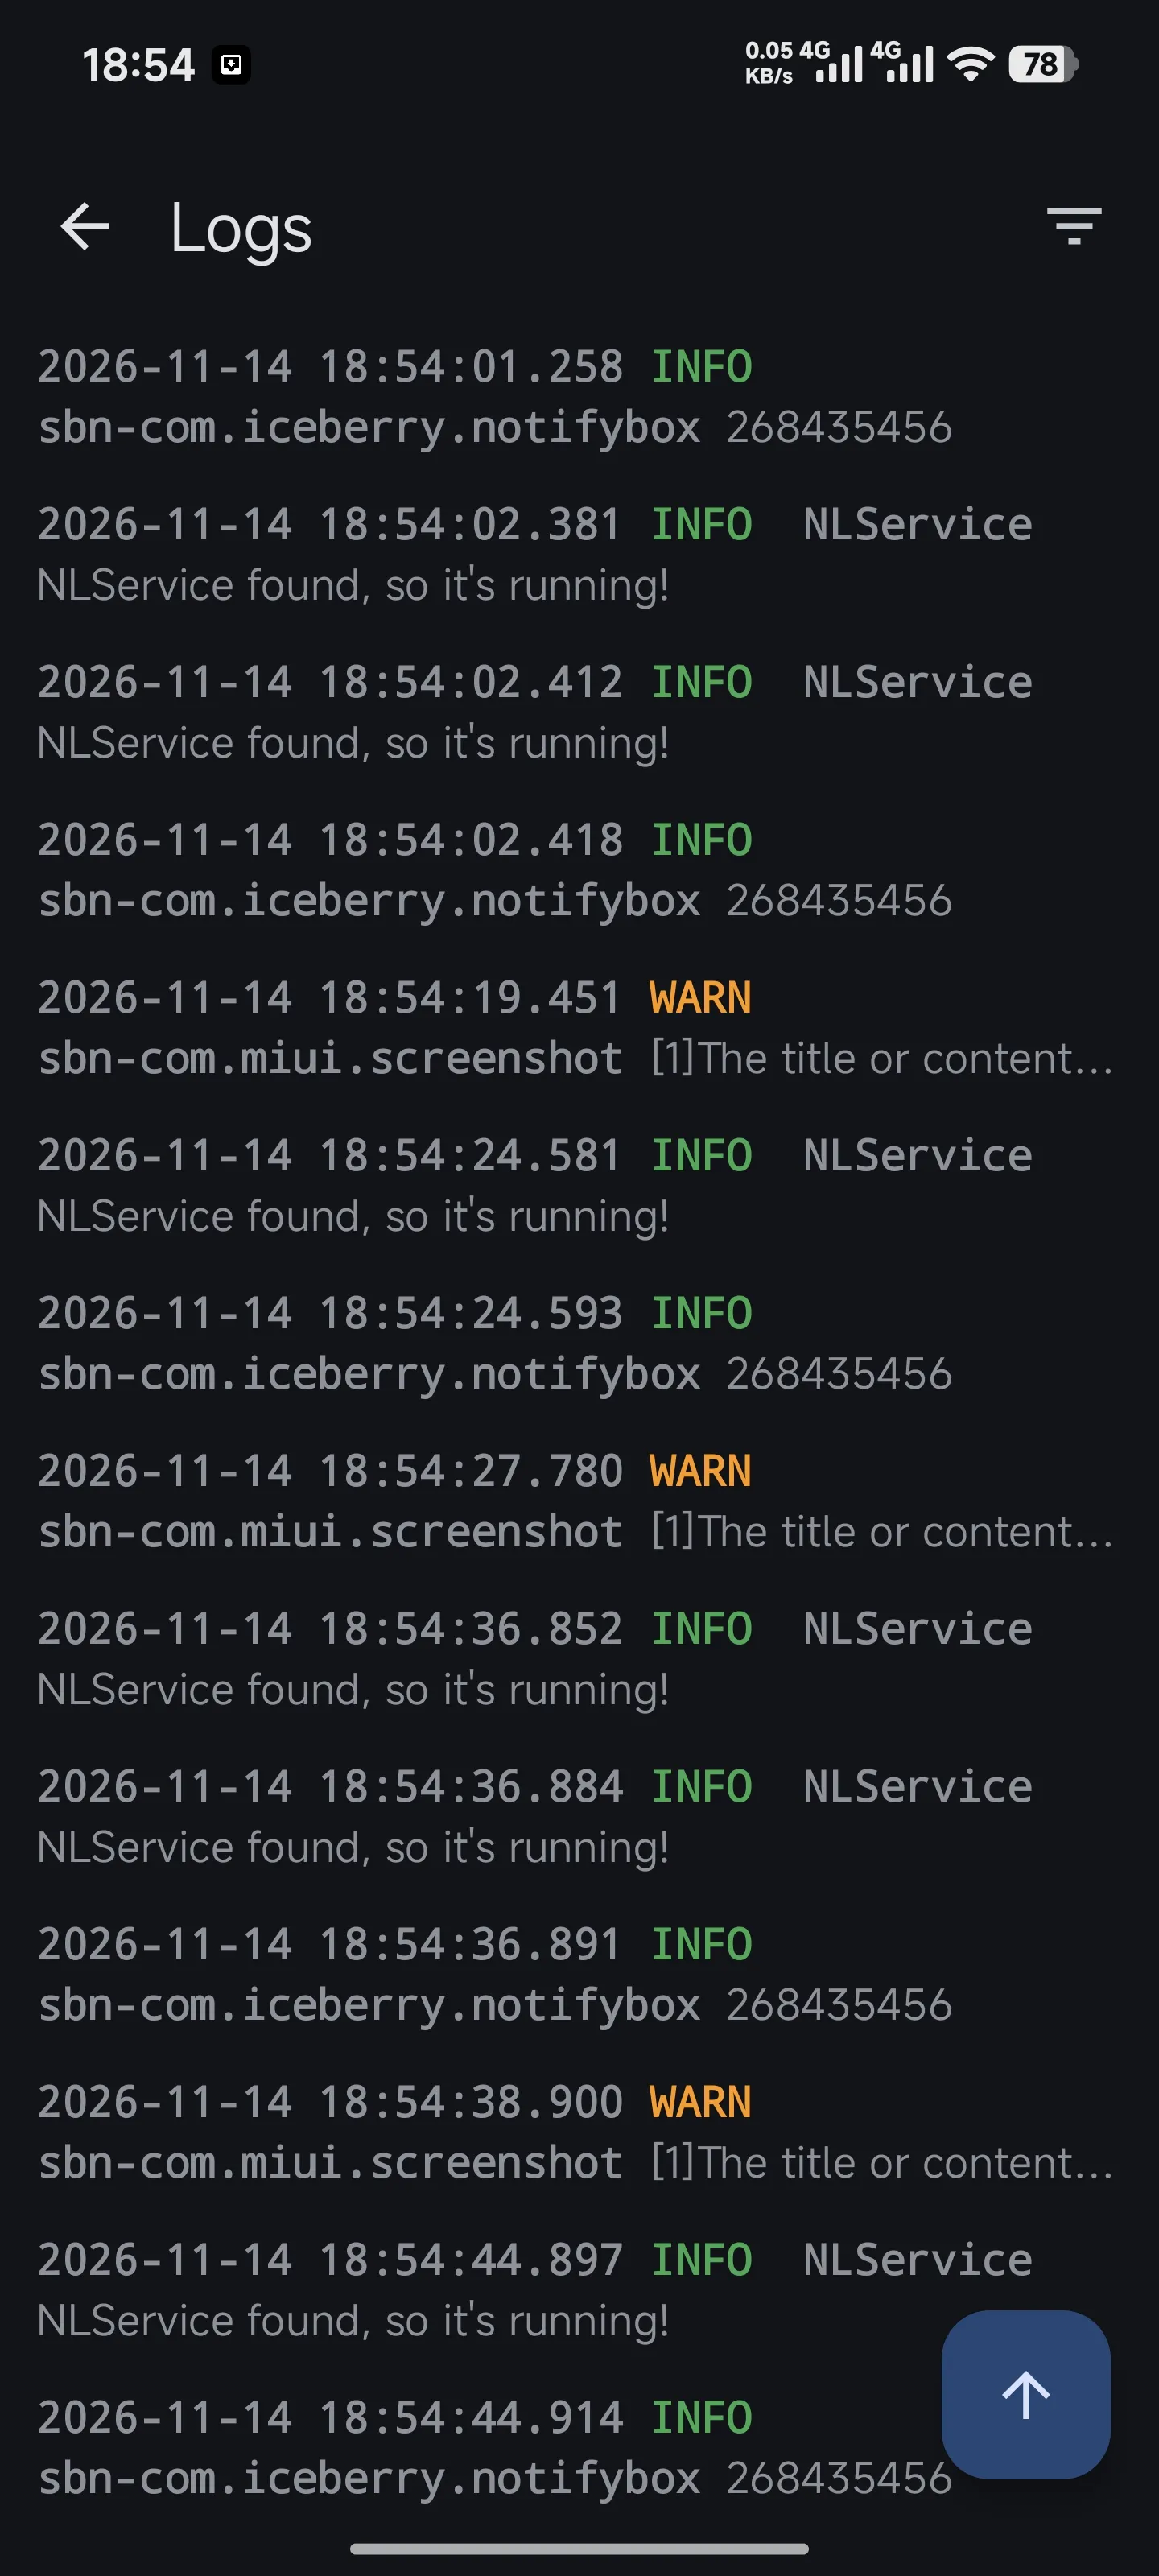 18:54
0.05 KB/s 4G 4G 78
Logs
2026-11-14 18:54:01.258 INFO
sbn-com.iceberry.notifybox 268435456
2026-11-14 18:54:02.381 INFO NLService
NLService found, so it's running!
2026-11-14 18:54:02.412 INFO NLService
NLService found, so it's running!
2026-11-14 18:54:02.418 INFO
sbn-com.iceberry.notifybox 268435456
2026-11-14 18:54:19.451 WARN
sbn-com.miui.screenshot [1]The title or content...
2026-11-14 18:54:24.581 INFO NLService
NLService found, so it's running!
2026-11-14 18:54:24.593 INFO
sbn-com.iceberry.notifybox 268435456
2026-11-14 18:54:27.780 WARN
sbn-com.miui.screenshot [1]The title or content...
2026-11-14 18:54:36.852 INFO NLService
NLService found, so it's running!
2026-11-14 18:54:36.884 INFO NLService
NLService found, so it's running!
2026-11-14 18:54:36.891 INFO
sbn-com.iceberry.notifybox 268435456
2026-11-14 18:54:38.900 WARN
sbn-com.miui.screenshot [1]The title or content...
2026-11-14 18:54:44.897 INFO NLService
NLService found, so it's running!
2026-11-14 18:54:44.914 INFO
sbn-com.iceberry.notifybox 268435456